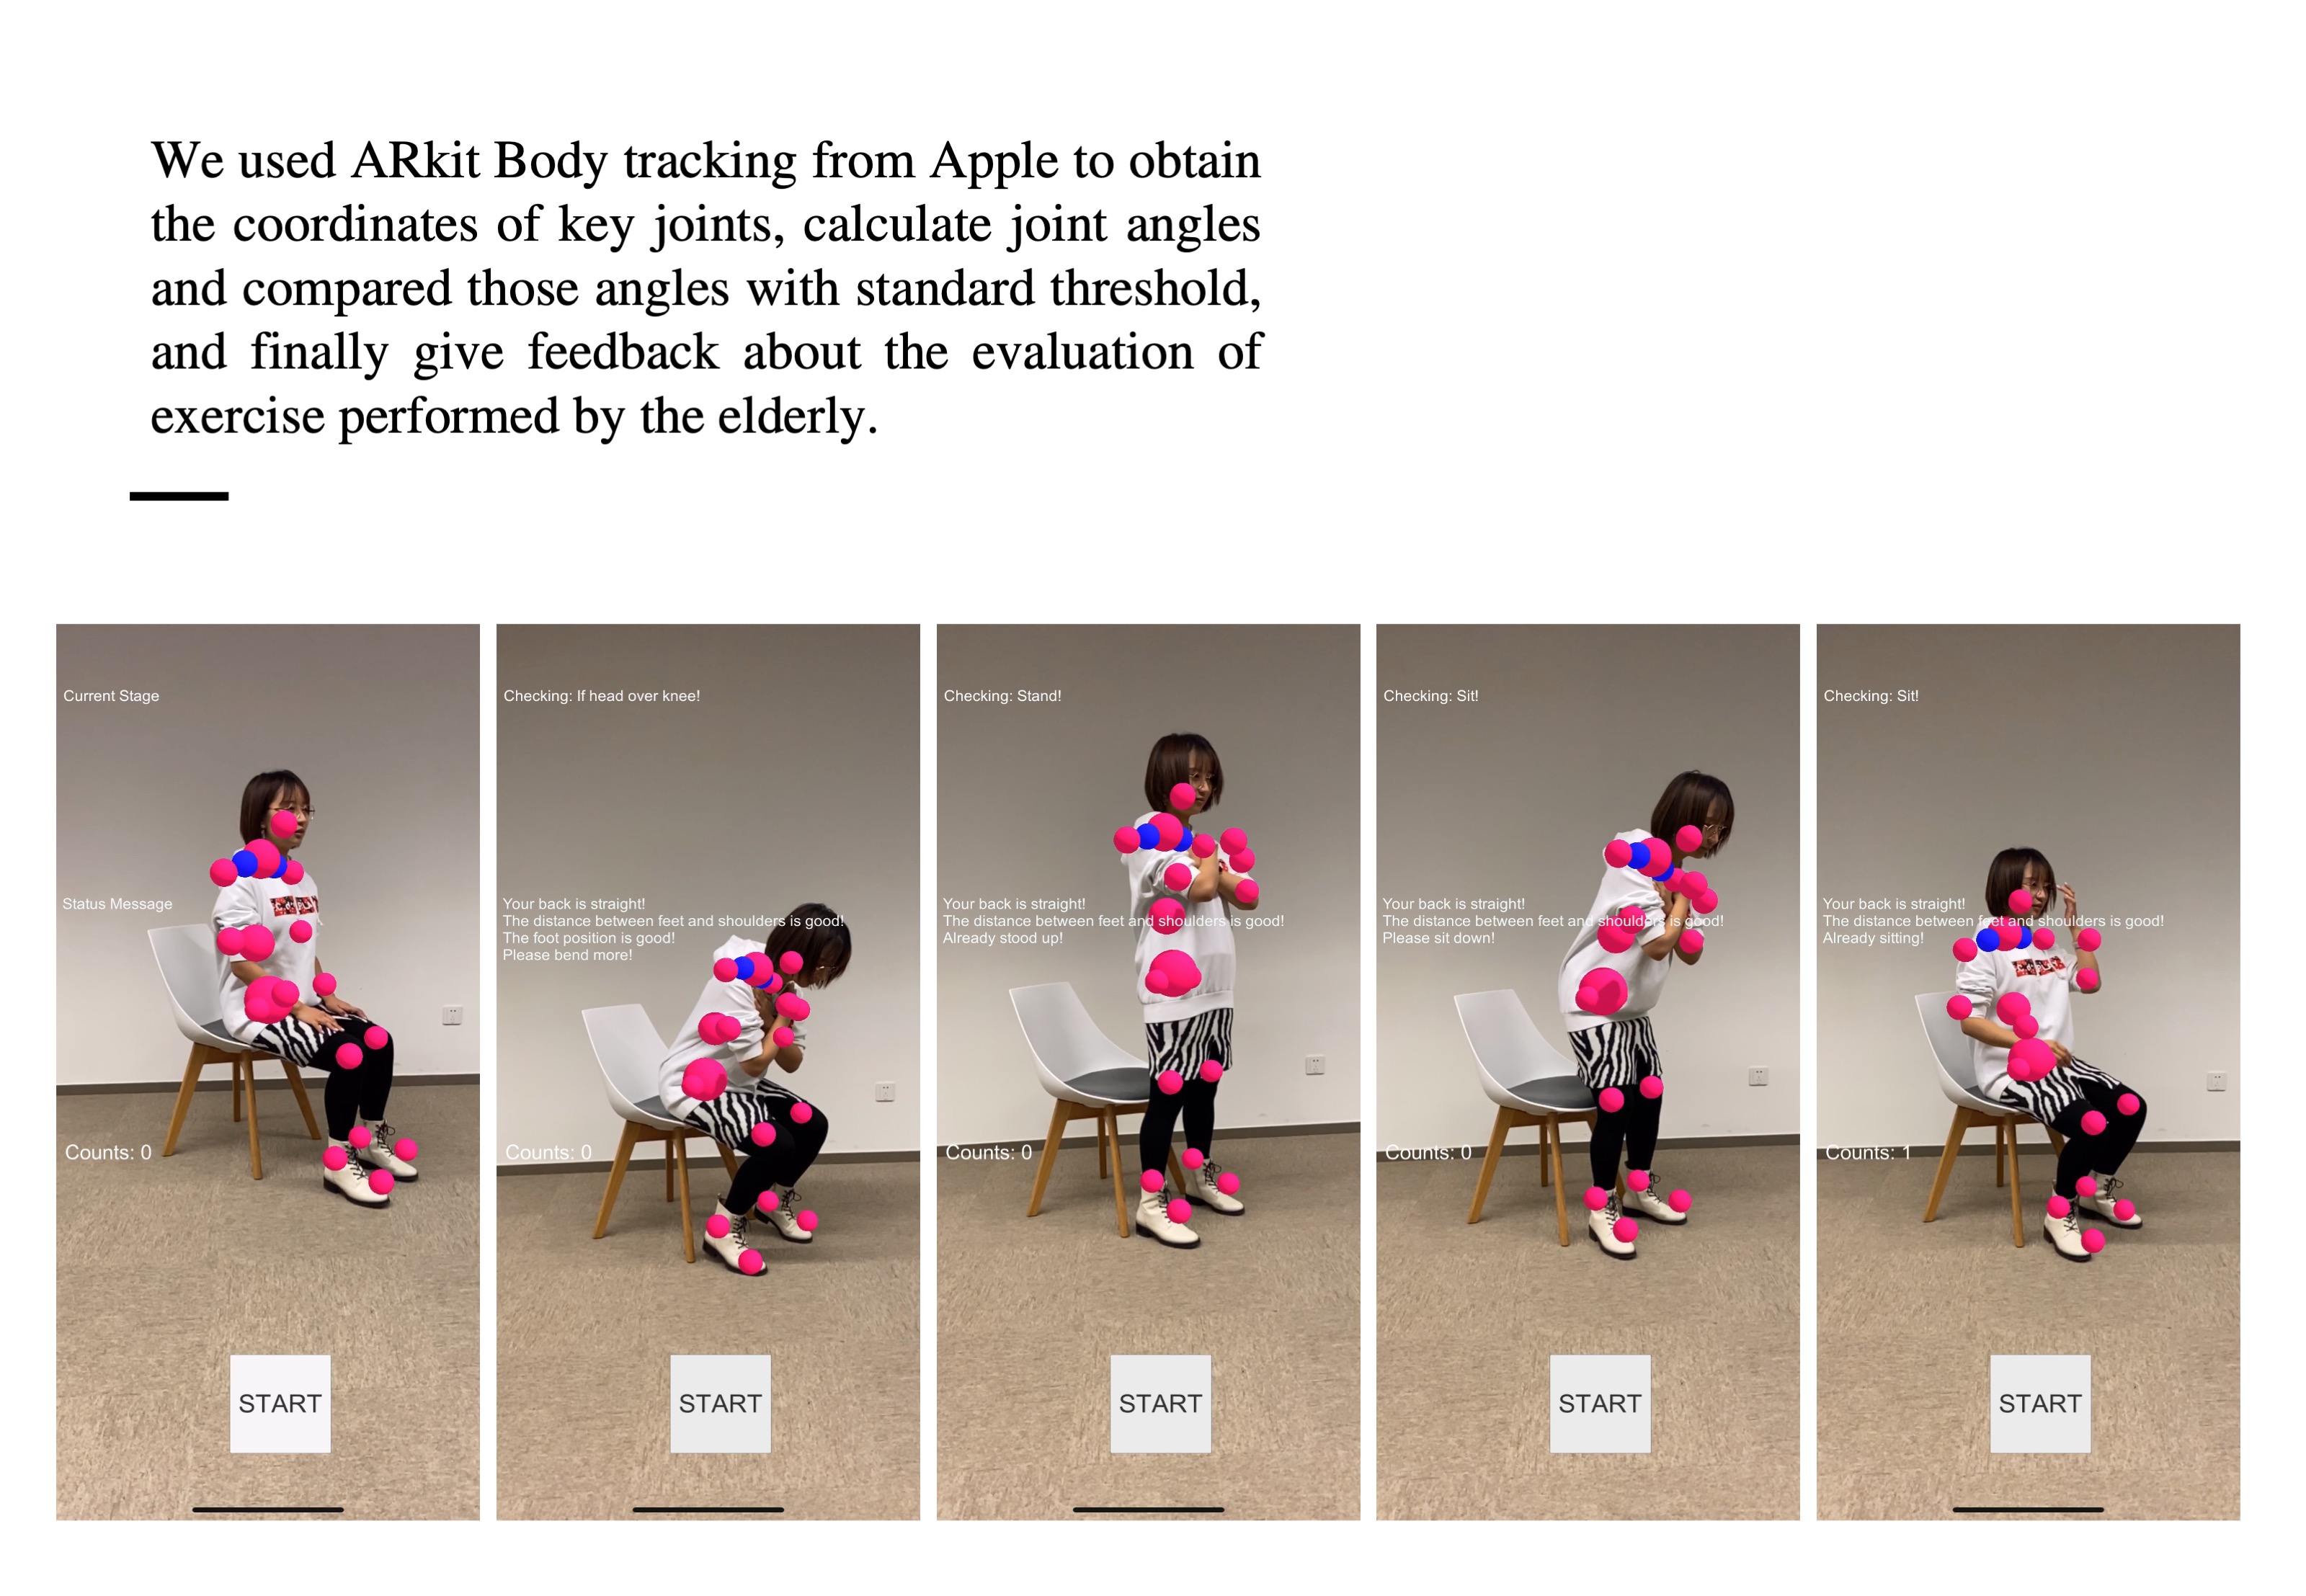 We used ARkit Body tracking from Apple to obtain
the coordinates of key joints, calculate joint angles
and compared those angles with standard threshold,
and finally give feedback about the evaluation of
exercise performed by the elderly.
Current Stage
Status Message
Counts: 0
START
Checking: If head over knee!
Your back is straight!
The distance between feet and shoulders is good!
The foot position is good!
Please bend more!
Counts: 0
START
Checking: Stand!
Your back is straight!
The distance between feet and shoulders is good!
Already stood up!
Counts: 0
START
Checking: Sit!
Your back is straight!
The distance between feet and shoulders is good!
Please sit down!
Counts: 0
START
Checking: Sit!
Your back is straight!
The distance between feet and shoulders is good!
Already sitting!
Counts: 1
START